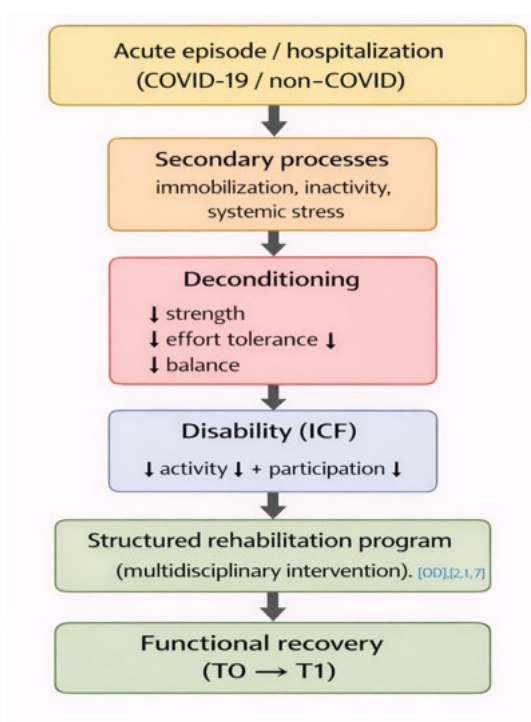 Acute episode / hospitalization
(COVID-19 / non–COVID)
Secondary processes
immobilization, inactivity,
systemic stress
Deconditioning
↓ strength
↓ effort tolerance ↓
↓ balance
Disability (ICF)
↓ activity ↓ + participation ↓
Structured rehabilitation program
(multidisciplinary intervention). [OD],[2,1,7]
Functional recovery
(TO → T1)